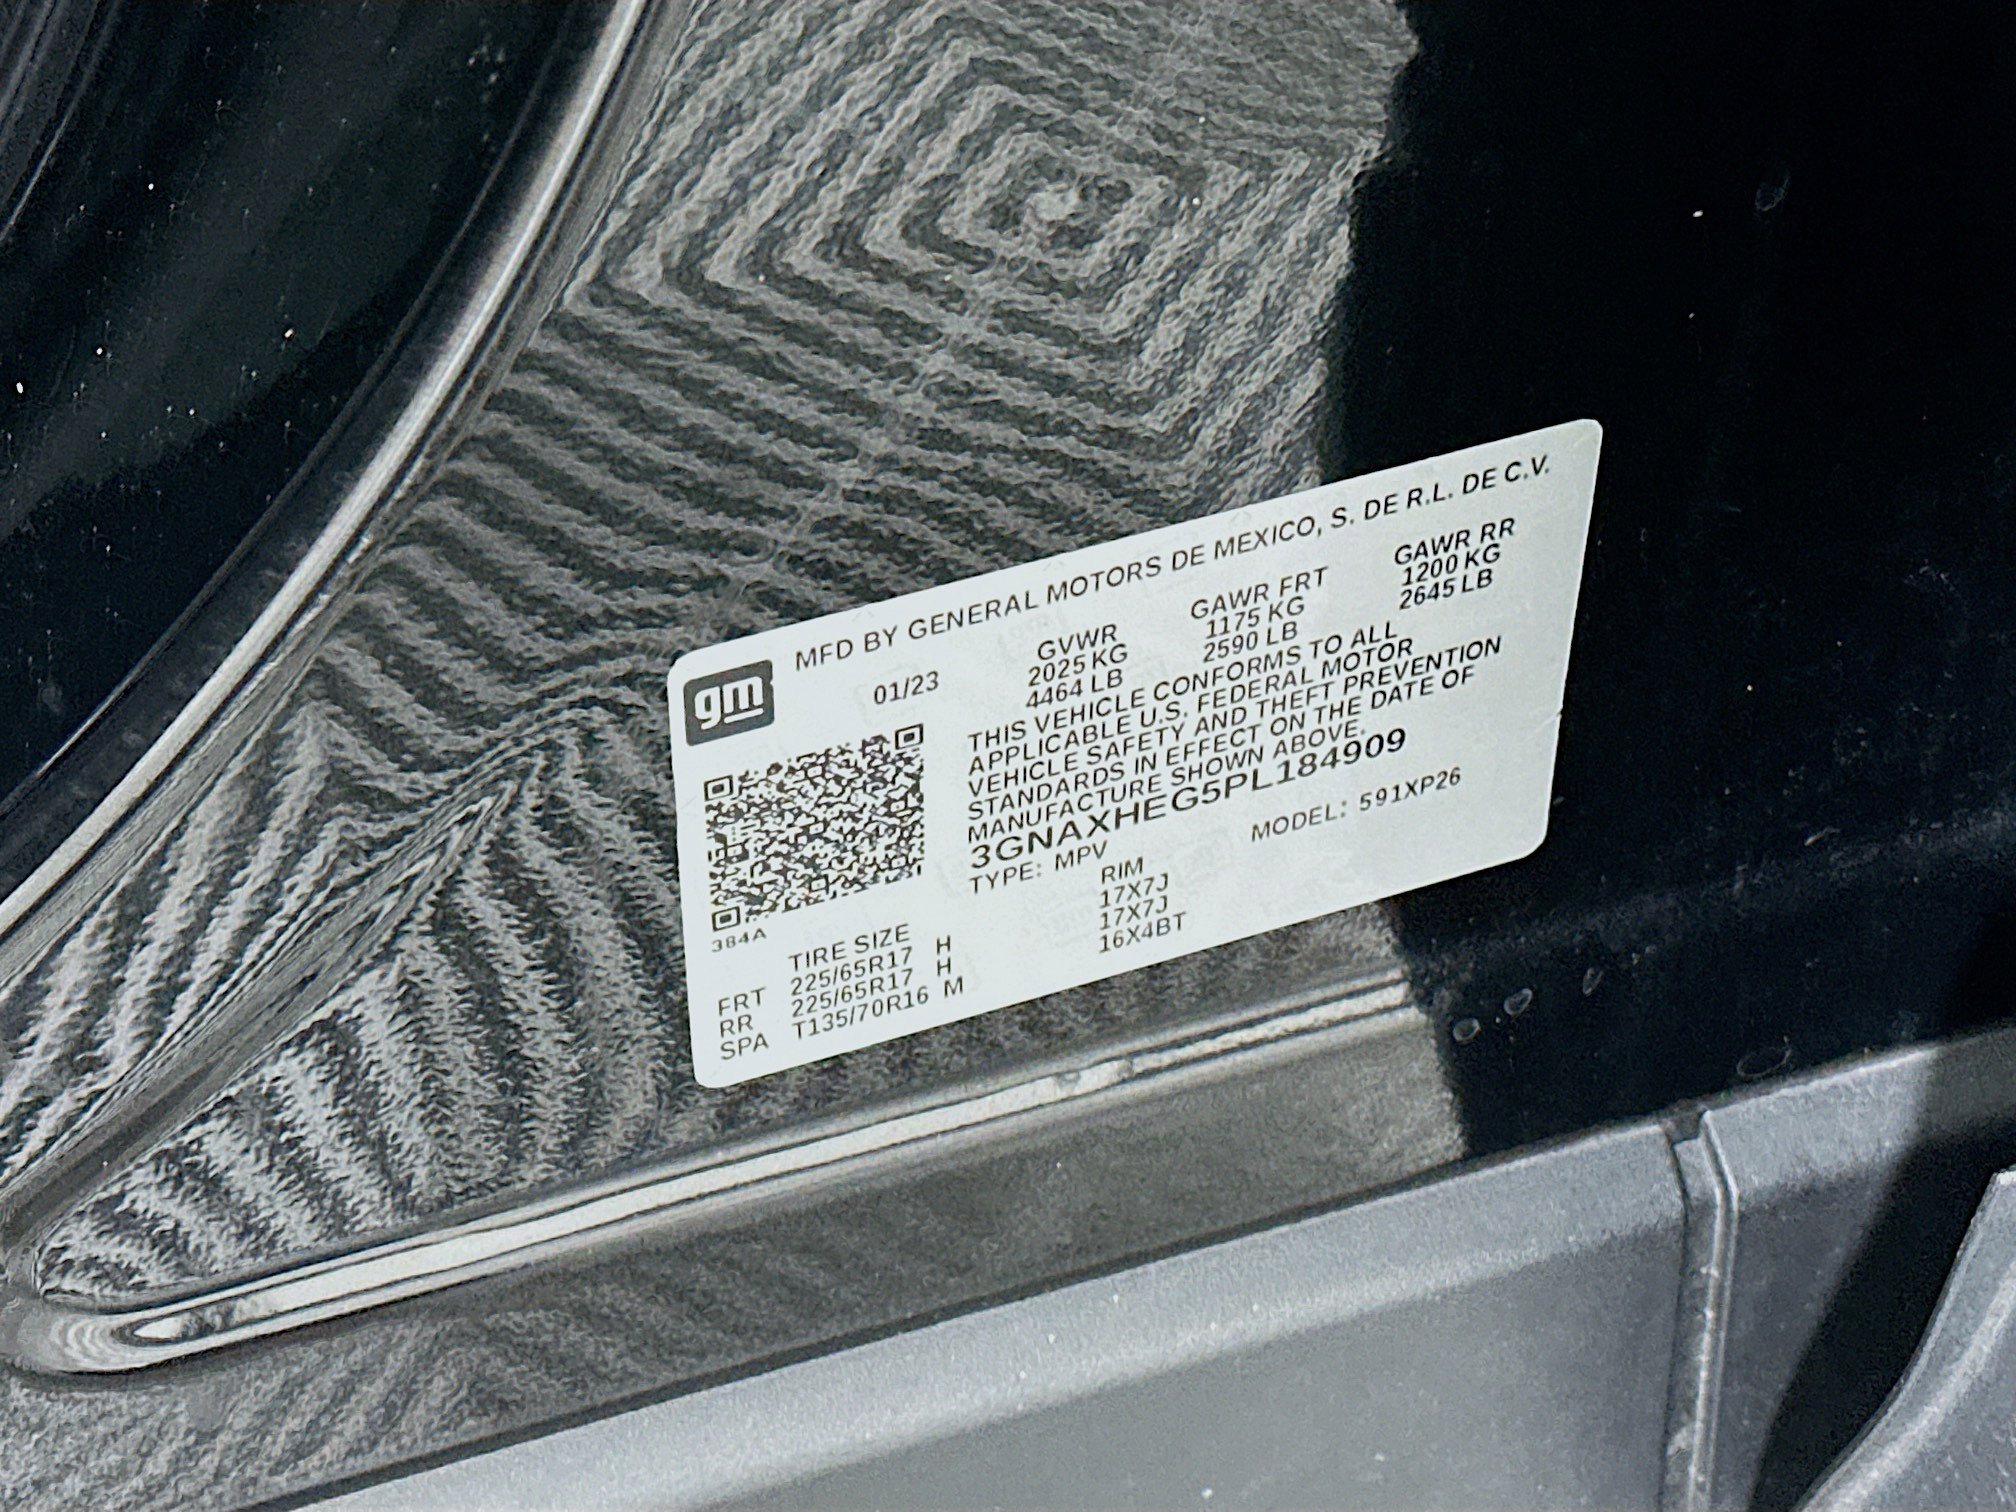 gm
MFD BY GENERAL MOTORS DE MEXICO, S. DE R.L. DE C.V.
01/23
GVWR GAWR FRT GAWR RR
2025 KG 1175 KG 1200 KG
4464 LB 2590 LB 2645 LB
THIS VEHICLE CONFORMS TO ALL
APPLICABLE U.S. FEDERAL MOTOR
VEHICLE SAFETY AND THEFT PREVENTION
STANDARDS IN EFFECT ON THE DATE OF
MANUFACTURE SHOWN ABOVE.
3GNAXHEG5PL184909
TYPE: MPV MODEL: 591XP26
384A
TIRE SIZE RIM
FRT 225/65R17 H 17X7J
RR 225/65R17 H 17X7J
SPA T135/70R16 M 16X4BT